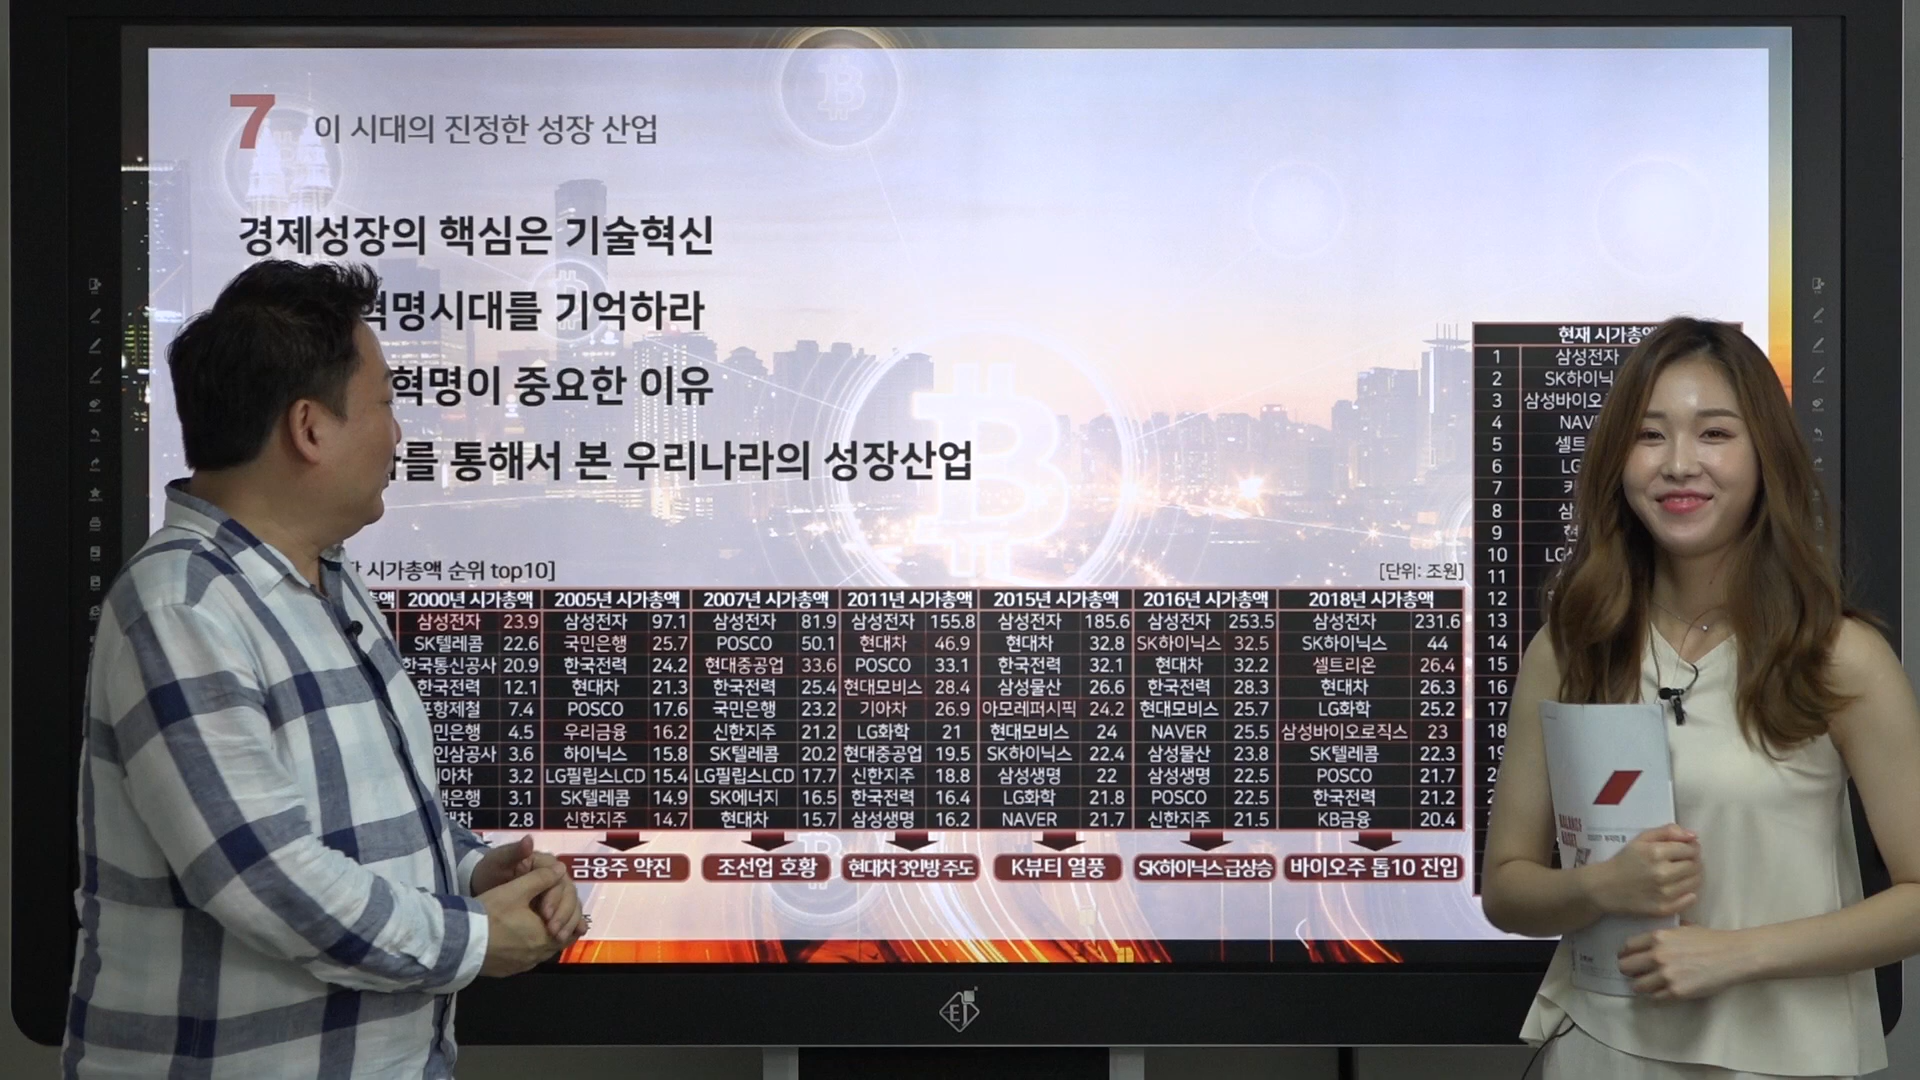 7 이 시대의 진정한 성장 산업
경제성장의 핵심은 기술혁신
혁명시대를 기억하라
혁명이 중요한 이유
를 통해서 본 우리나라의 성장산업
시가총액 순위 top10]
[단위: 조원]
2000년 시가총액 2005년 시가총액 2007년 시가총액 2011년 시가총액 2015년 시가총액 2016년 시가총액 2018년 시가총액
삼성전자 23.9 삼성전자 97.1 삼성전자 81.9 삼성전자 155.8 삼성전자 185.6 삼성전자 253.5 삼성전자 231.6
SK텔레콤 22.6 국민은행 25.7 POSCO 50.1 현대차 46.9 현대차 32.8 SK하이닉스 32.5 SK하이닉스 44
한국통신공사 20.9 한국전력 24.2 현대중공업 33.6 POSCO 33.1 한국전력 32.1 현대차 32.2 셀트리온 26.4
한국전력 12.1 현대차 21.3 한국전력 25.4 현대모비스 28.4 삼성물산 26.6 한국전력 28.3 현대차 26.3
포항제철 7.4 POSCO 17.6 국민은행 23.2 기아차 26.9 아모레퍼시픽 24.2 현대모비스 25.7 LG화학 25.2
민은행 4.5 우리금융 16.2 신한지주 21.2 LG화학 21 현대모비스 24 NAVER 25.5 삼성바이오로직스 23
인삼공사 3.6 하이닉스 15.8 SK텔레콤 20.2 현대중공업 19.5 SK하이닉스 22.4 삼성물산 23.8 SK텔레콤 22.3
아차 3.2 LG필립스LCD 15.4 LG필립스LCD 17.7 신한지주 18.8 삼성생명 22 삼성생명 22.5 POSCO 21.7
은행 3.1 SK텔레콤 14.9 SK에너지 16.5 한국전력 16.4 LG화학 21.8 POSCO 22.5 한국전력 21.2
대차 2.8 신한지주 14.7 현대차 15.7 삼성생명 16.2 NAVER 21.7 신한지주 21.5 KB금융 20.4
금융주 약진 조선업 호황 현대차 3인방 주도 K뷰티 열풍 SK하이닉스 급상승 바이오주 톱10 진입
현재 시가총액
1 삼성전자
2 SK하이닉
3 삼성바이오
4 NAV
5 셀트
6 LG
7 카
8 삼
9 현
10 LG
11
12
13
14
15
16
17
18